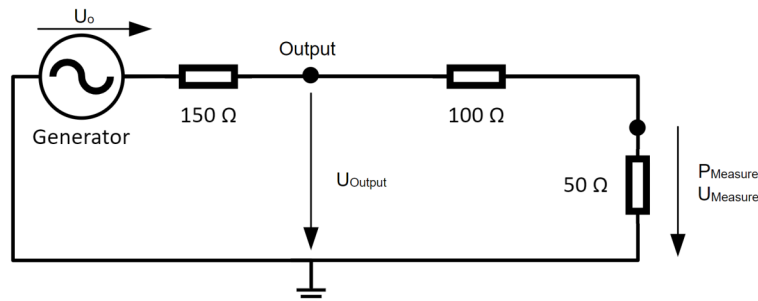 Uo
Output
150 Ω
100 Ω
Generator
UOutput
50 Ω
PMeasure
UMeasure